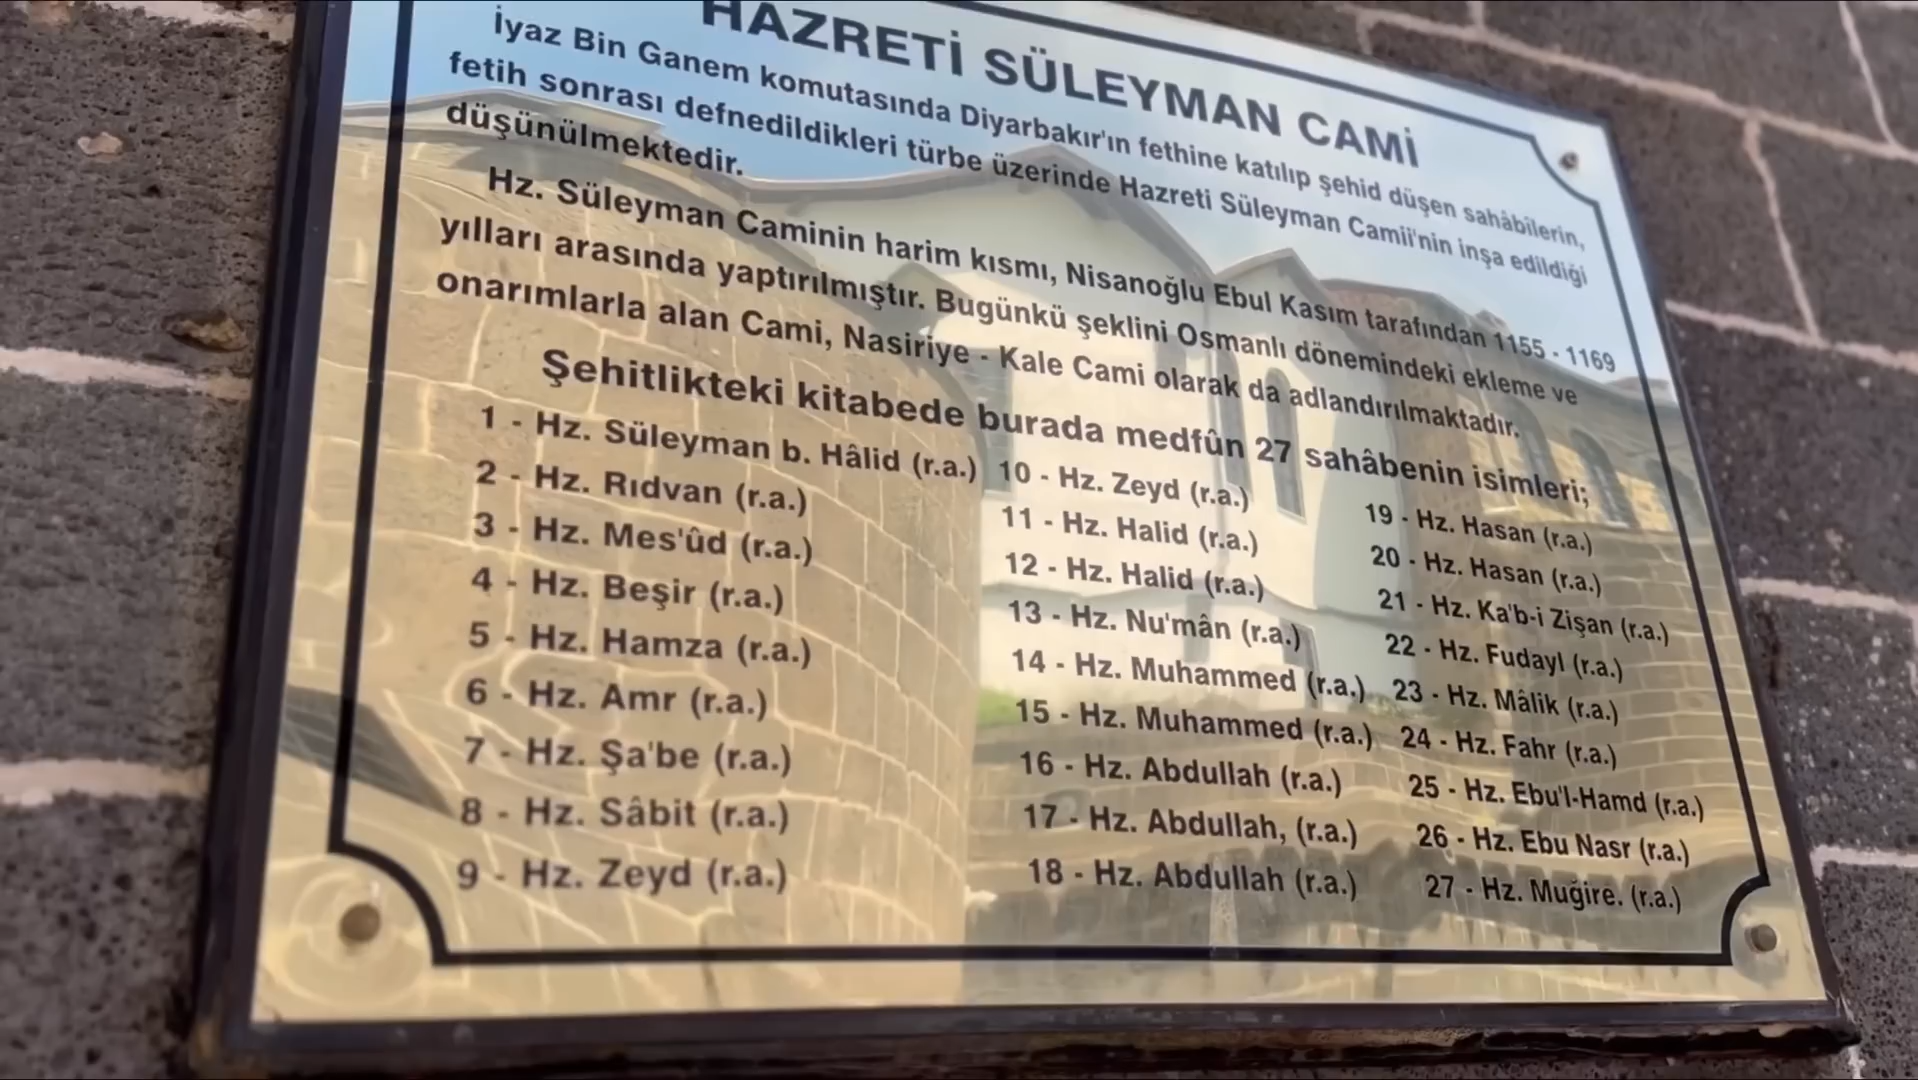 HAZRETİ SÜLEYMAN CAMİ
İyaz Bin Ganem komutasında Diyarbakır'ın fethine katılıp şehid düşen sahâbîlerin,
fetih sonrası defnedildikleri türbe üzerinde Hazreti Süleyman Camii'nin inşa edildiği
düşünülmektedir.
Hz. Süleyman Caminin harim kısmı, Nisanoğlu Ebul Kasım tarafından 1155 - 1169
yılları arasında yaptırılmıştır. Bugünkü şeklini Osmanlı dönemindeki ekleme ve
onarımlarla alan Cami, Nasiriye - Kale Cami olarak da adlandırılmaktadır.
Şehitlikteki kitabede burada medfûn 27 sahâbenin isimleri;
1 - Hz. Süleyman b. Hâlid (r.a.)
2 - Hz. Rıdvan (r.a.)
3 - Hz. Mes'ûd (r.a.)
4 - Hz. Beşir (r.a.)
5 - Hz. Hamza (r.a.)
6 - Hz. Amr (r.a.)
7 - Hz. Şa'be (r.a.)
8 - Hz. Sâbit (r.a.)
9 - Hz. Zeyd (r.a.)
10 - Hz. Zeyd (r.a.)
11 - Hz. Halid (r.a.)
12 - Hz. Halid (r.a.)
13 - Hz. Nu'mân (r.a.)
14 - Hz. Muhammed (r.a.)
15 - Hz. Muhammed (r.a.)
16 - Hz. Abdullah (r.a.)
17 - Hz. Abdullah, (r.a.)
18 - Hz. Abdullah (r.a.)
19 - Hz. Hasan (r.a.)
20 - Hz. Hasan (r.a.)
21 - Hz. Ka'b-i Zişan (r.a.)
22 - Hz. Fudayl (r.a.)
23 - Hz. Mâlik (r.a.)
24 - Hz. Fahr (r.a.)
25 - Hz. Ebu'l-Hamd (r.a.)
26 - Hz. Ebu Nasr (r.a.)
27 - Hz. Muğire. (r.a.)